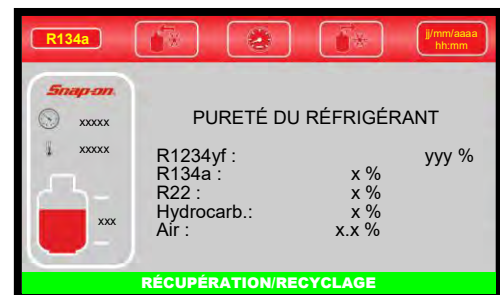 R134a
jj/mm/aaaa
hh:mm
Snap-on
xxxxx
xxxxx
xxx
PURETÉ DU RÉFRIGÉRANT
R1234yf : yyy %
R134a : x %
R22 : x %
Hydrocarb.: x %
Air : x.x %
RÉCUPÉRATION/RECYCLAGE